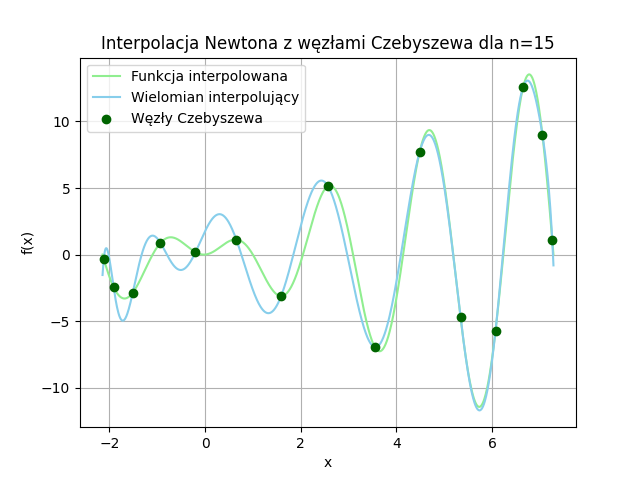 Interpolacja Newtona z węzłami Czebyszewa dla n=15
Funkcja interpolowana
Wielomian interpolujący
Węzły Czebyszewa
f(x)
10
5
0
−5
−10
−2
0
2
4
6
x